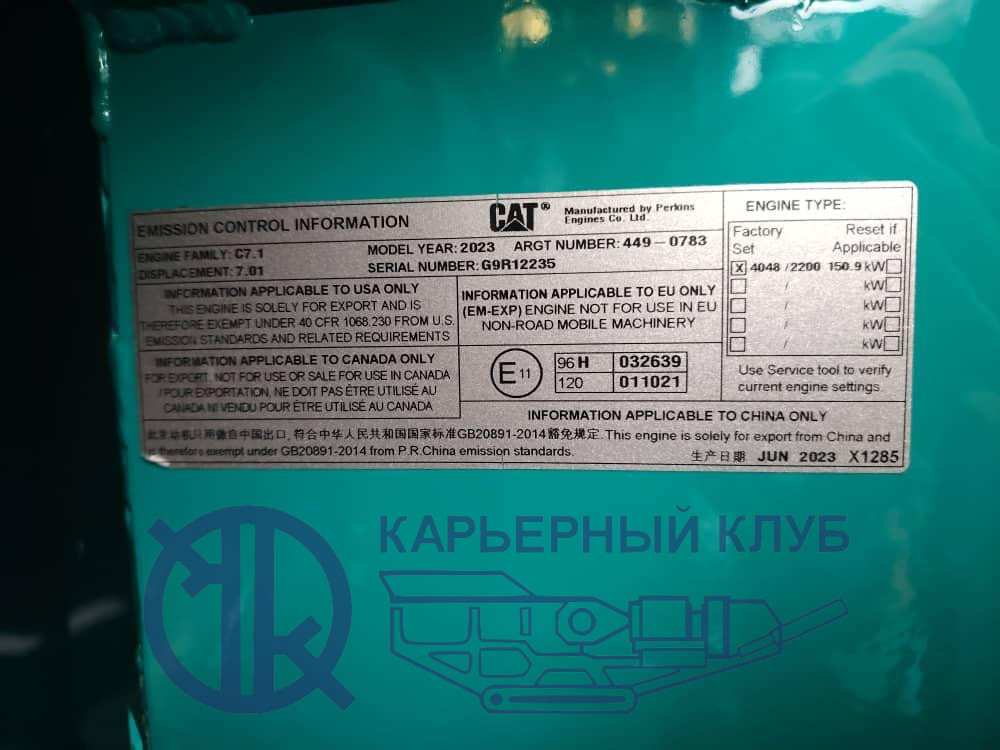 EMISSION CONTROL INFORMATION
CAT®
Manufactured by Perkins
Engines Co. Ltd.
ENGINE FAMILY: C7.1
MODEL YEAR: 2023 ARGT NUMBER: 449-0783
DISPLACEMENT: 7.01
SERIAL NUMBER: G9R12235
ENGINE TYPE:
Factory Set
Reset if Applicable
X 4048 / 2200 150.9 kW
/ kW
/ kW
/ kW
/ kW
Use Service tool to verify
current engine settings.
INFORMATION APPLICABLE TO USA ONLY
THIS ENGINE IS SOLELY FOR EXPORT AND IS
THEREFORE EXEMPT UNDER 40 CFR 1068.230 FROM U.S.
EMISSION STANDARDS AND RELATED REQUIREMENTS
INFORMATION APPLICABLE TO EU ONLY
(EM-EXP) ENGINE NOT FOR USE IN EU
NON-ROAD MOBILE MACHINERY
INFORMATION APPLICABLE TO CANADA ONLY
FOR EXPORT. NOT FOR USE OR SALE FOR USE IN CANADA
/ POUR EXPORTATION, NE DOIT PAS ÊTRE UTILISÉ AU
CANADA NI VENDU POUR ÊTRE UTILISÉ AU CANADA
E11
96 H 032639
120 011021
INFORMATION APPLICABLE TO CHINA ONLY
此发动机只用做自中国出口, 符合中华人民共和国国家标准GB20891-2014豁免规定. This engine is solely for export from China and
is therefore exempt under GB20891-2014 from P.R.China emission standards.
生产日期 JUN 2023 X1285
КАРЬЕРНЫЙ КЛУБ